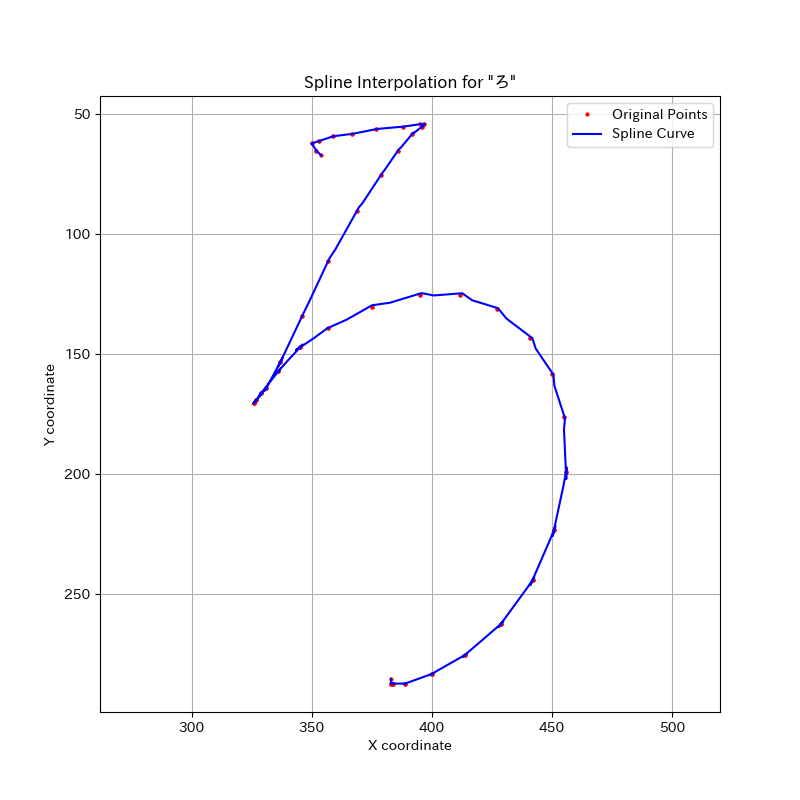 Spline Interpolation for "ろ"
Original Points
Spline Curve
50
100
150
200
250
Y coordinate
300 350 400 450 500
X coordinate